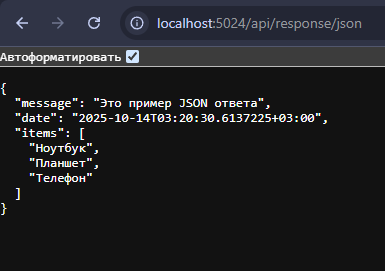 localhost:5024/api/response/json
Автоформатировать
{
  "message": "Это пример JSON ответа",
  "date": "2025-10-14T03:20:30.6137225+03:00",
  "items": [
    "Ноутбук",
    "Планшет",
    "Телефон"
  ]
}